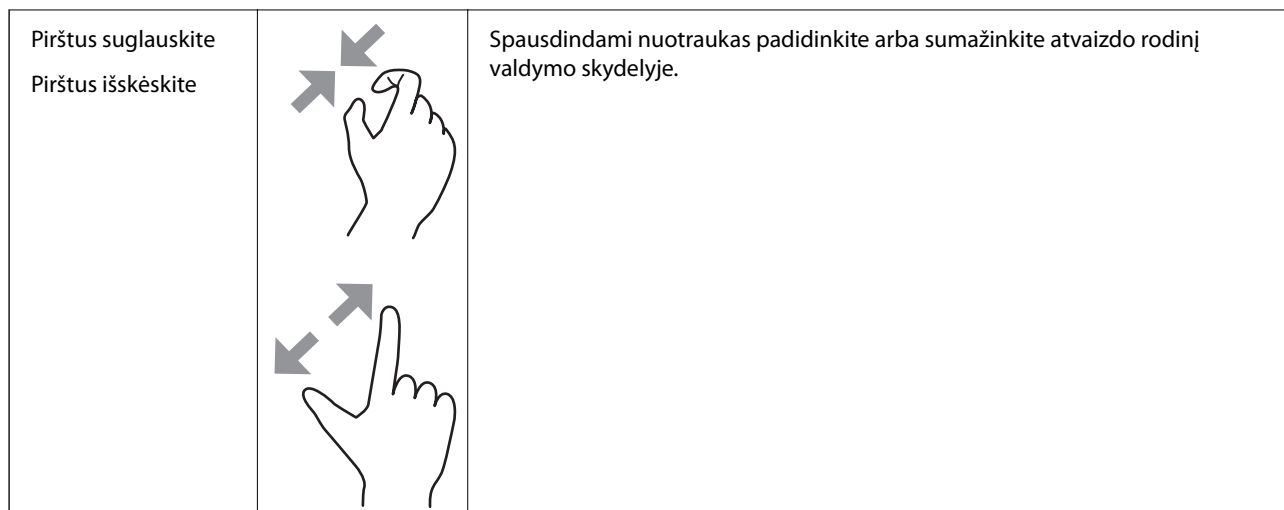 Pirštus suglauskite
Pirštus išskėskite
Spausdindami nuotraukas padidinkite arba sumažinkite atvaizdo rodinį
valdymo skydelyje.